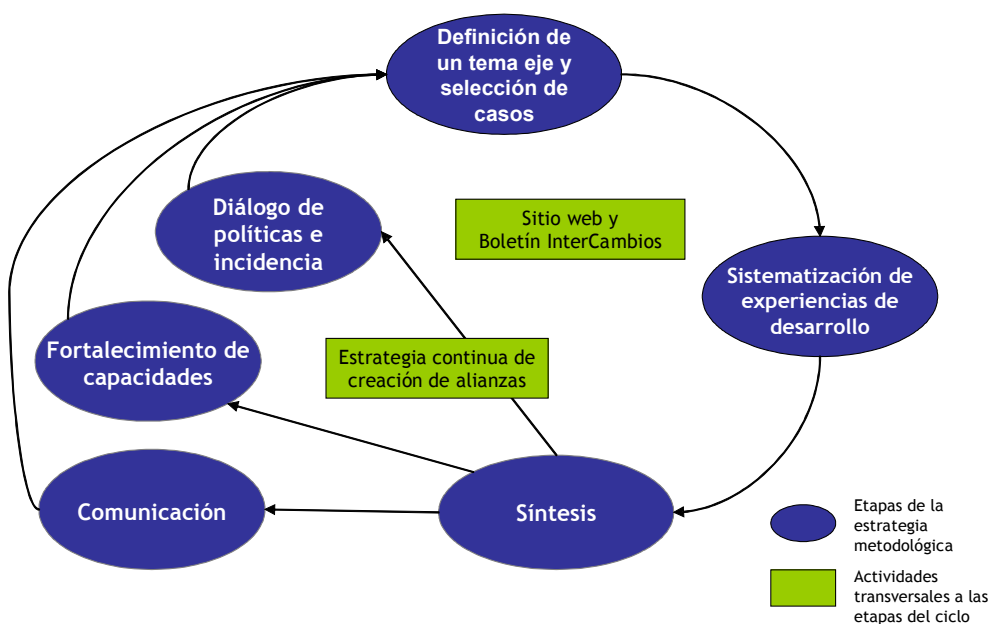 Definición de
un tema eje y
selección de
casos
Diálogo de
políticas e
incidencia
Sitio web y
Boletín InterCambios
Sistematización de
experiencias de
desarrollo
Fortalecimiento de
capacidades
Estrategia continua de
creación de alianzas
Comunicación
Síntesis
Etapas de la
estrategia
metodológica
Actividades
transversales a las
etapas del ciclo